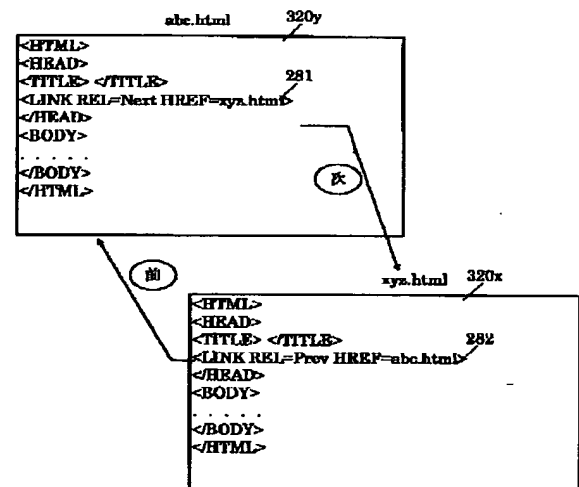 abc.html 320y
<HTML>
<HEAD>
<TITLE> </TITLE>
<LINK REL=Next HREF=xyz.html>
281
</HEAD>
<BODY>
. . . . .
</BODY>
</HTML>
次
前
xyz.html 320x
<HTML>
<HEAD>
<TITLE> </TITLE>
<LINK REL=Prev HREF=abc.html>
282
</HEAD>
<BODY>
. . . . .
</BODY>
</HTML>